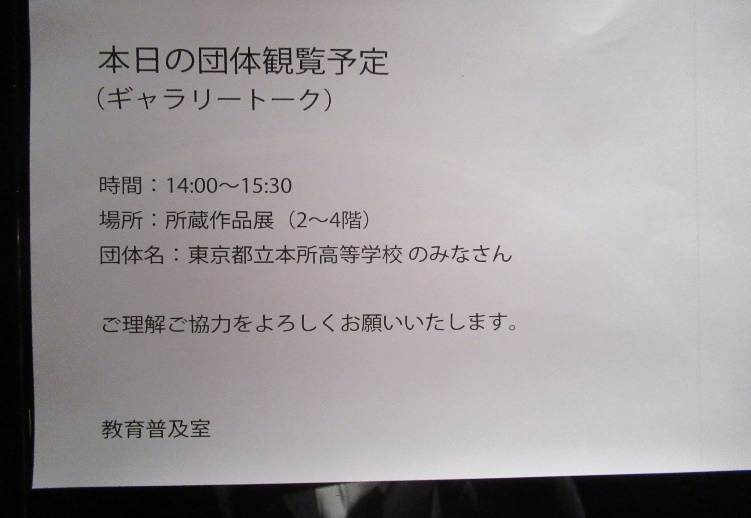 本日の団体観覧予定
（ギャラリートーク）
時間：14:00～15:30
場所：所蔵作品展（2～4階）
団体名：東京都立本所高等学校 のみなさん
ご理解ご協力をよろしくお願いいたします。
教育普及室